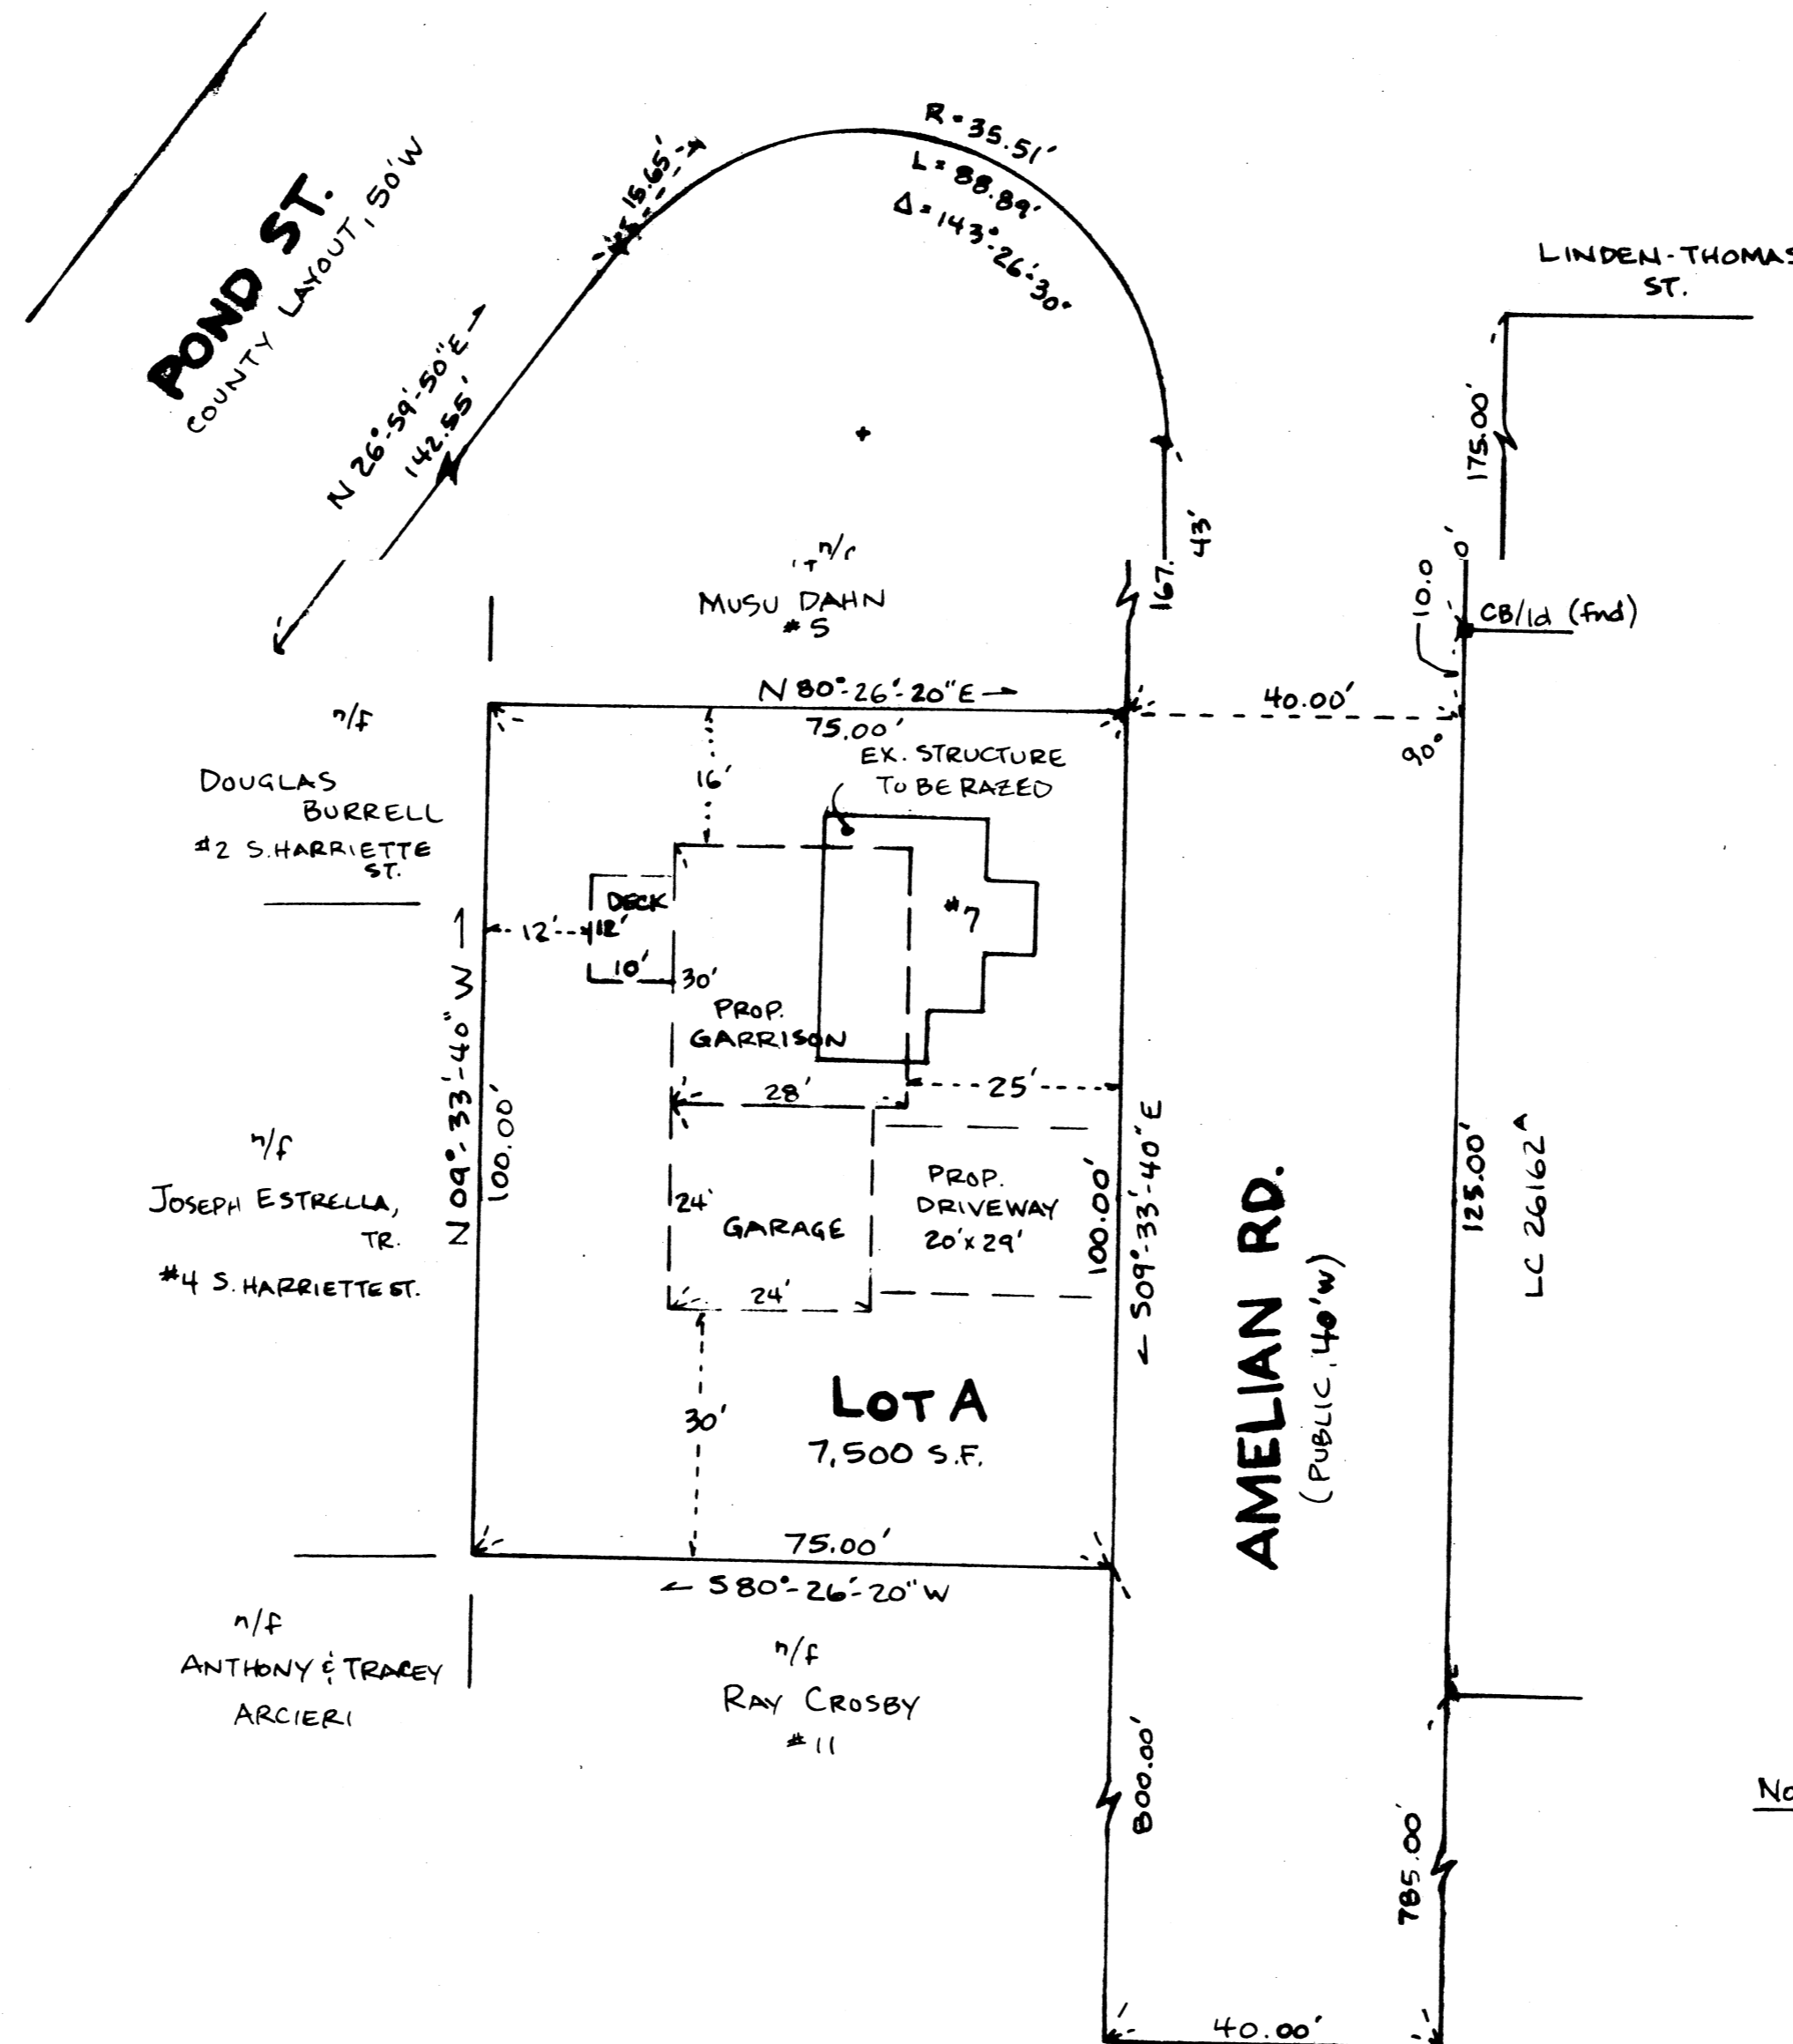 R=35.51'
L=88.89'
Δ=143°-26'-30"
15.65'
POND ST.
COUNTY LAYOUT, 50'W
N 26°-59'-50"E →
142.55'
LINDEN-THOMAS
ST.
175.00'
167.43'
10.00'
CB/ld (fnd)
n/f
MUSU DAHN
#5
N 80°-26'-20"E →
75.00'
40.00'
90°
n/f
DOUGLAS
BURRELL
#2 S. HARRIETTE
ST.
16'
EX. STRUCTURE
TO BE RAZED
DECK
12'
12'
10'
30'
#7
PROP.
GARRISON
28'
25'
N 09°-33'-40" W →
100.00'
n/f
JOSEPH ESTRELLA,
TR.
#4 S. HARRIETTE ST.
24'
GARAGE
24'
PROP.
DRIVEWAY
20'x29'
100.00'
← S09°-33'-40"E
AMELIAN RD.
(PUBLIC, 40'W)
125.00'
LC 26162A
30'
LOT A
7,500 S.F.
75.00'
← S 80°-26'-20"W
n/f
ANTHONY & TRACEY
ARCIERI
n/f
RAY CROSBY
#11
800.00'
785.00'
40.00'